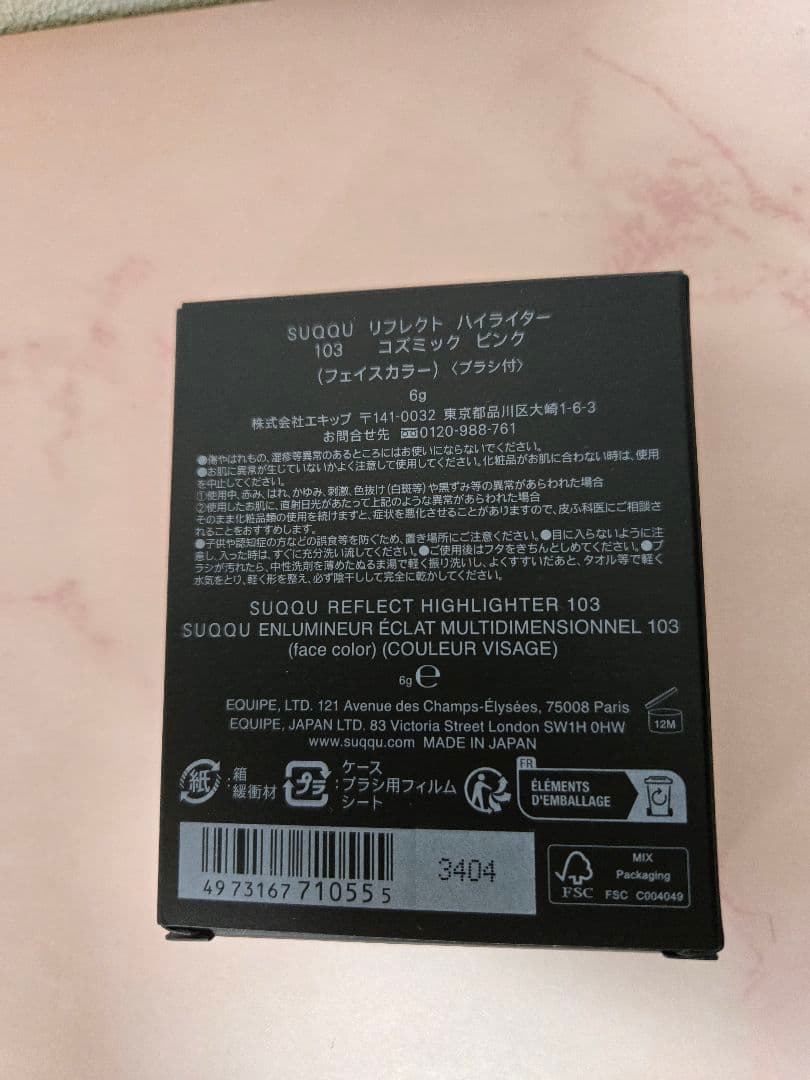 SUQQU リフレクト ハイライター
103 コズミック ピンク
(フェイスカラー)〈ブラシ付〉
6g
株式会社エキップ 〒141-0032 東京都品川区大崎1-6-3
お問合せ先 0120-988-761
●傷やはれもの、湿疹等異常のあるところにはお使いにならないでください。
●お肌に異常が生じていないかよく注意して使用してください。化粧品がお肌に合わない時は、使用
を中止してください。
①使用中、赤み、はれ、かゆみ、刺激、色抜け(白斑等)や黒ずみ等の異常があらわれた場合
②使用したお肌に、直射日光があたって上記のような異常があらわれた場合
そのまま化粧品類の使用を続けますと、症状を悪化させることがありますので、皮ふ科医にご相談さ
れることをおすすめします。
●子供や認知症の方などの誤食等を防ぐため、置き場所にご注意ください。●目に入らないように注
意し、入った時は、すぐに充分洗い流してください。●ご使用後はフタをきちんとしめてください。●ブ
ラシが汚れたら、中性洗剤を薄めたぬるま湯で軽く振り洗いし、よくすすいだあと、タオル等で軽く
水気をとり、軽く形を整え、必ず陰干しして完全に乾かしてください。
SUQQU REFLECT HIGHLIGHTER 103
SUQQU ENLUMINEUR ÉCLAT MULTIDIMENSIONNEL 103
(face color) (COULEUR VISAGE)
6g e
EQUIPE, LTD. 121 Avenue des Champs-Élysées, 75008 Paris
EQUIPE, JAPAN LTD. 83 Victoria Street London SW1H 0HW
www.suqqu.com MADE IN JAPAN
12M
紙 : 箱
緩衝材
プラ : ケース
ブラシ用フィルム
シート
FR
ÉLÉMENTS
D'EMBALLAGE
4973167710555
3404
FSC
MIX
Packaging
FSC C004049